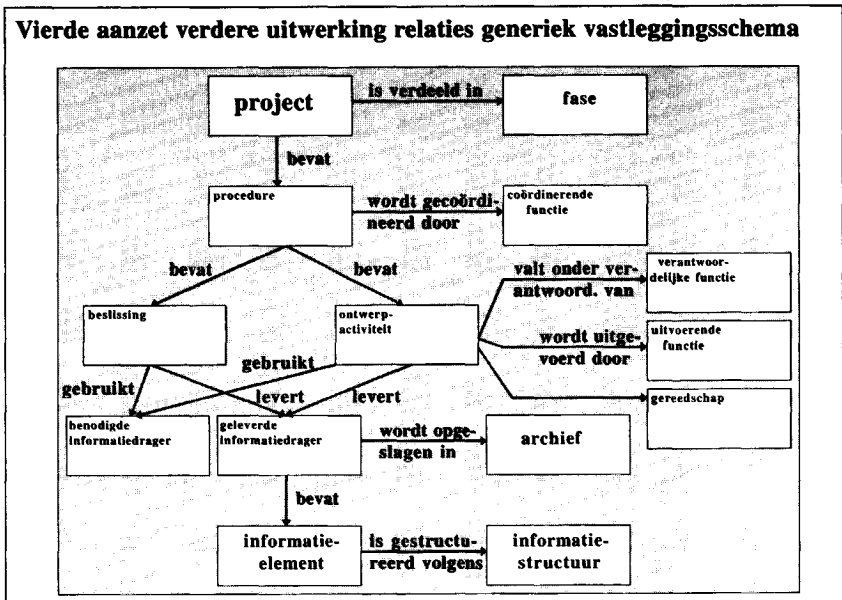 Vierde aanzet verdere uitwerking relaties generiek vastleggingsschema
project
is verdeeld in
fase
bevat
procedure
wordt gecoördi-
neerd door
coördinerende
functie
bevat
bevat
valt onder ver-
antwoord. van
verantwoor-
delijke functie
beslissing
ontwerp-
activiteit
wordt uitge-
voerd door
uitvoerende
functie
gebruikt
gebruikt
levert
levert
gereedschap
benodigde
informatiedrager
geleverde
informatiedrager
wordt opge-
slagen in
archief
bevat
informatie-
element
is gestructu-
reerd volgens
informatie-
structuur